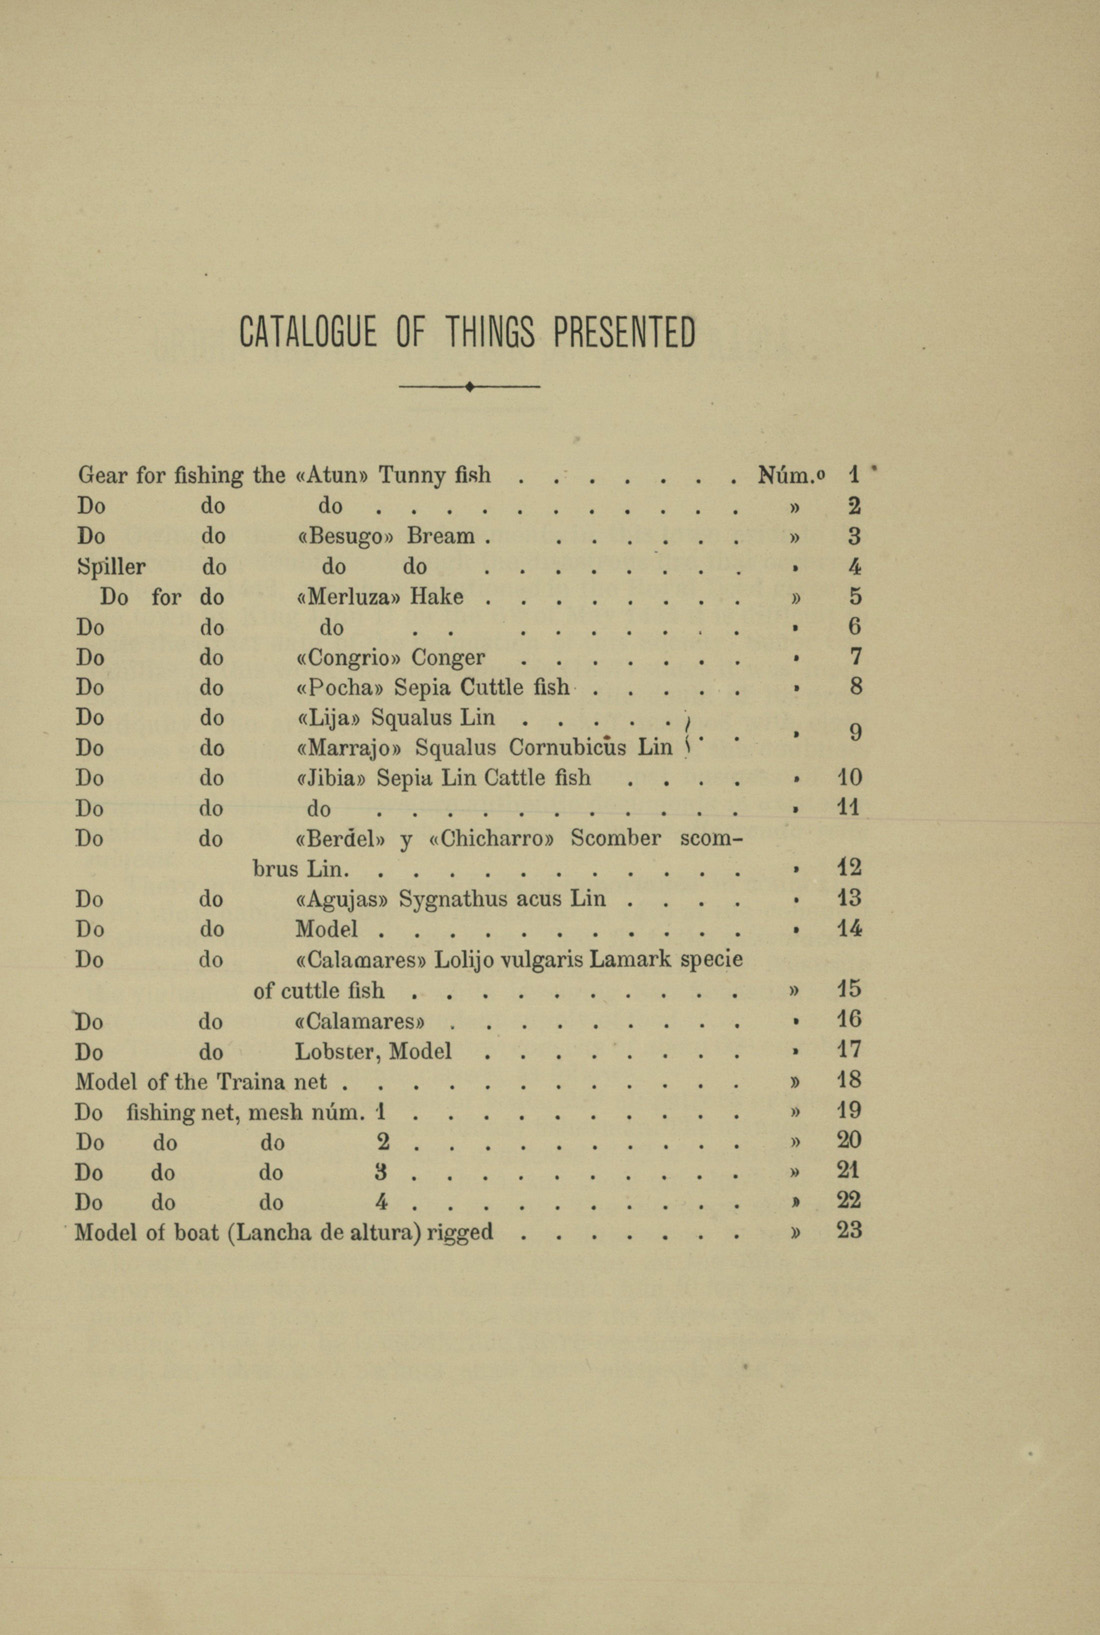 CATALOGUE OF THINGS PRESENTED
Gear for fishing the «Atun» Tunny fish . . . . . . . Núm.º 1
Do do do . . . . . . . . . . . » 2
Do do «Besugo» Bream . . . . . . . » 3
Spiller do do do . . . . . . . . » 4
Do for do «Merluza» Hake . . . . . . . . » 5
Do do do . . . . . . . . . » 6
Do do «Congrio» Conger . . . . . . . » 7
Do do «Pocha» Sepia Cuttle fish . . . . . » 8
Do do «Lija» Squalus Lin . . . . .
Do do «Marrajo» Squalus Cornubicus Lin . . » 9
Do do «Jibia» Sepia Lin Cattle fish . . . . » 10
Do do do . . . . . . . . . . . » 11
Do do «Berdel» y «Chicharro» Scomber scom-
brus Lin. . . . . . . . . . . . » 12
Do do «Agujas» Sygnathus acus Lin . . . . » 13
Do do Model . . . . . . . . . . . » 14
Do do «Calamares» Lolijo vulgaris Lamark specie
of cuttle fish . . . . . . . . . . » 15
Do do «Calamares» . . . . . . . . . » 16
Do do Lobster, Model . . . . . . . . » 17
Model of the Traina net . . . . . . . . . . . . » 18
Do fishing net, mesh núm. 1 . . . . . . . . . . » 19
Do do do 2 . . . . . . . . . . » 20
Do do do 3 . . . . . . . . . . » 21
Do do do 4 . . . . . . . . . . » 22
Model of boat (Lancha de altura) rigged . . . . . . . » 23